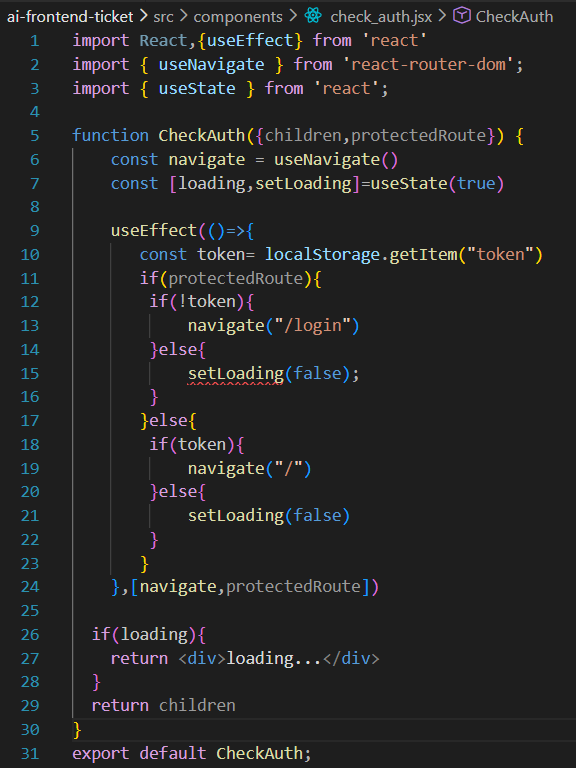 ai-frontend-ticket > src > components > check_auth.jsx > CheckAuth
1 import React,{useEffect} from 'react'
2 import { useNavigate } from 'react-router-dom';
3 import { useState } from 'react';
4
5 function CheckAuth({children,protectedRoute}) {
6     const navigate = useNavigate()
7     const [loading,setLoading]=useState(true)
8
9     useEffect(()=>{
10        const token= localStorage.getItem("token")
11        if(protectedRoute){
12         if(!token){
13             navigate("/login")
14         }else{
15             setLoading(false);
16         }
17        }else{
18         if(token){
19             navigate("/")
20         }else{
21             setLoading(false)
22         }
23        }
24     },[navigate,protectedRoute])
25
26   if(loading){
27     return <div>loading...</div>
28   }
29   return children
30 }
31 export default CheckAuth;